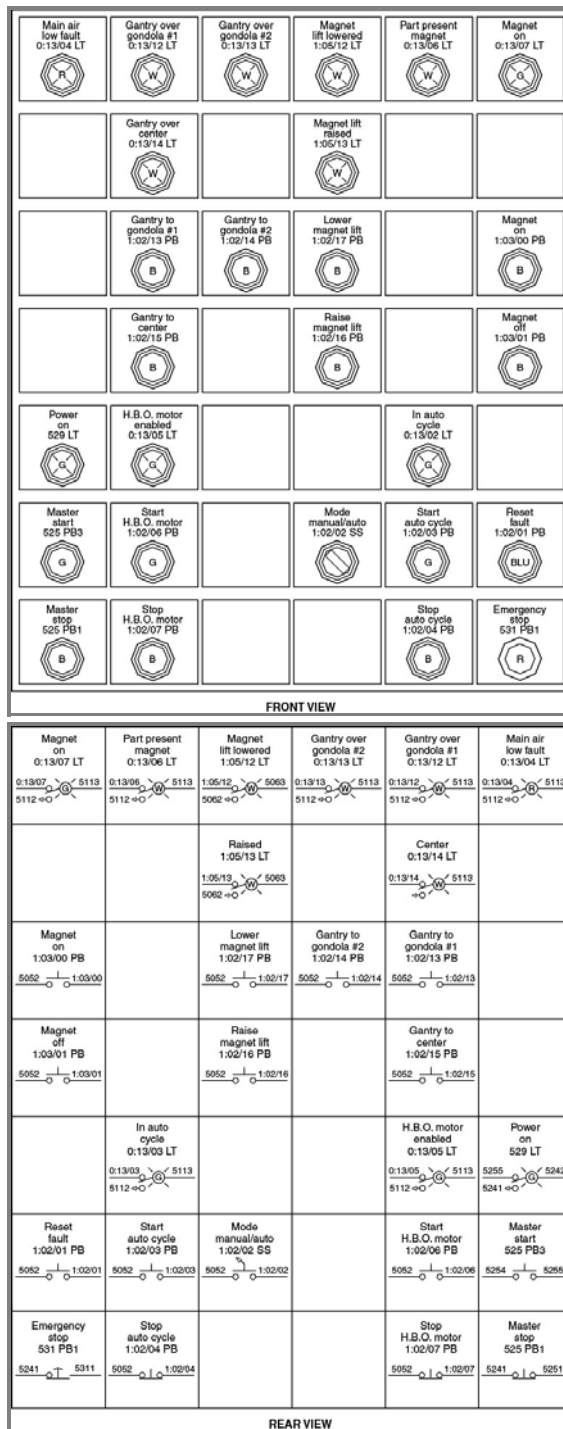 Main air
low fault
0:13/04 LT
R
Gantry over
gondola #1
0:13/12 LT
W
Gantry over
gondola #2
0:13/13 LT
W
Magnet
lift lowered
1:05/12 LT
W
Part present
magnet
0:13/06 LT
W
Magnet
on
0:13/07 LT
G
Gantry over
center
0:13/14 LT
W
Magnet lift
raised
1:05/13 LT
W
Gantry to
gondola #1
1:02/13 PB
B
Gantry to
gondola #2
1:02/14 PB
B
Lower
magnet lift
1:02/17 PB
B
Magnet
on
1:03/00 PB
B
Gantry to
center
1:02/15 PB
B
Raise
magnet lift
1:02/16 PB
B
Magnet
off
1:03/01 PB
B
Power
on
529 LT
G
H.B.O. motor
enabled
0:13/05 LT
G
In auto
cycle
0:13/02 LT
G
Master
start
525 PB3
G
Start
H.B.O. motor
1:02/06 PB
G
Mode
manual/auto
1:02/02 SS
Start
auto cycle
1:02/03 PB
G
Reset
fault
1:02/01 PB
BLU
Master
stop
525 PB1
B
Stop
H.B.O. motor
1:02/07 PB
B
Stop
auto cycle
1:02/04 PB
B
Emergency
stop
531 PB1
R
FRONT VIEW
Magnet
on
0:13/07 LT
0:13/07 G 5113
5112
Part present
magnet
0:13/06 LT
0:13/06 W 5113
5112
Magnet
lift lowered
1:05/12 LT
1:05/12 W 5063
5062
Gantry over
gondola #2
0:13/13 LT
0:13/13 W 5113
5112
Gantry over
gondola #1
0:13/12 LT
0:13/12 W 5113
5112
Main air
low fault
0:13/04 LT
0:13/04 R 5113
5112
Raised
1:05/13 LT
1:05/13 W 5063
5062
Center
0:13/14 LT
0:13/14 W 5113
Magnet
on
1:03/00 PB
5052 1:03/00
Lower
magnet lift
1:02/17 PB
5052 1:02/17
Gantry to
gondola #2
1:02/14 PB
5052 1:02/14
Gantry to
gondola #1
1:02/13 PB
5052 1:02/13
Magnet
off
1:03/01 PB
5052 1:03/01
Raise
magnet lift
1:02/16 PB
5052 1:02/16
Gantry to
center
1:02/15 PB
5052 1:02/15
In auto
cycle
0:13/03 LT
0:13/03 G 5113
5112
H.B.O. motor
enabled
0:13/05 LT
0:13/05 G 5113
5112
Power
on
529 LT
5255 G 5242
5241
Reset
fault
1:02/01 PB
5052 1:02/01
Start
auto cycle
1:02/03 PB
5052 1:02/03
Mode
manual/auto
1:02/02 SS
5052 1:02/02
Start
H.B.O. motor
1:02/06 PB
5052 1:02/06
Master
start
525 PB3
5254 5255
Emergency
stop
531 PB1
5241 5311
Stop
auto cycle
1:02/04 PB
5052 1:02/04
Stop
H.B.O. motor
1:02/07 PB
5052 1:02/07
Master
stop
525 PB1
5241 5251
REAR VIEW